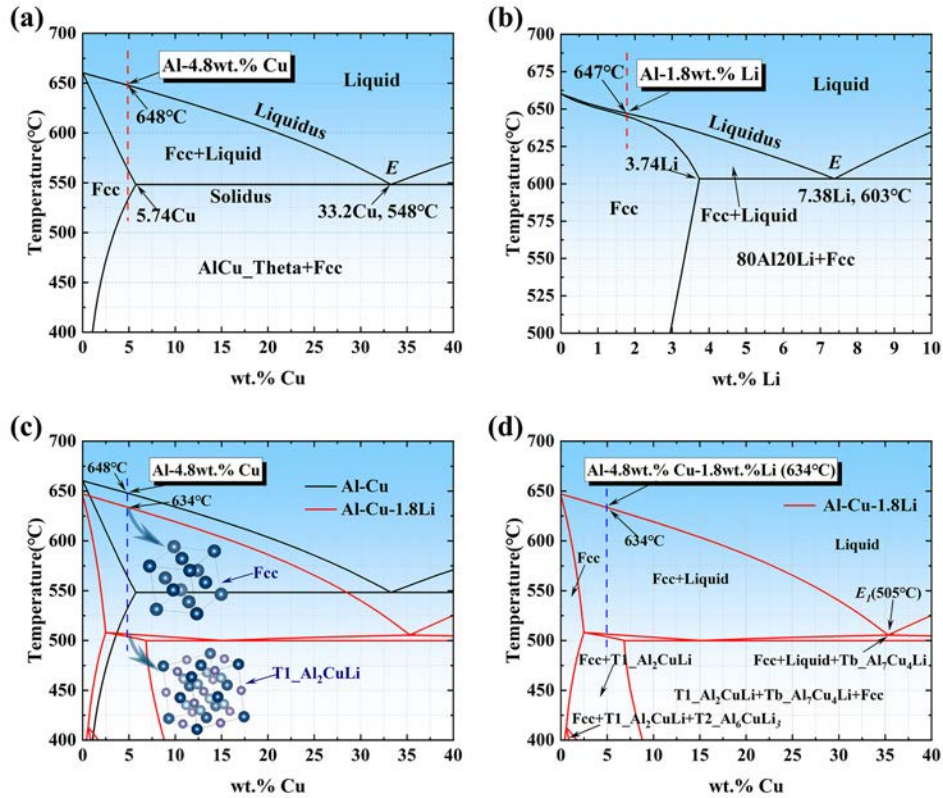 (a)
700
650
600
550
500
450
400
Temperature(℃)
Al-4.8wt.% Cu
648℃
Liquid
Liquidus
Fcc+Liquid
E
Fcc
Solidus
5.74Cu
33.2Cu, 548℃
AlCu_Theta+Fcc
0 5 10 15 20 25 30 35 40
wt.% Cu
(b)
700
675
650
625
600
575
550
525
500
Temperature(℃)
647℃
Al-1.8wt.% Li
Liquid
Liquidus
E
3.74Li
7.38Li, 603℃
Fcc
Fcc+Liquid
80Al20Li+Fcc
0 1 2 3 4 5 6 7 8 9 10
wt.% Li
(c)
700
650
600
550
500
450
400
Temperature(℃)
648℃
Al-4.8wt.% Cu
634℃
Al-Cu
Al-Cu-1.8Li
Fcc
T1_Al₂CuLi
0 5 10 15 20 25 30 35 40
wt.% Cu
(d)
700
650
600
550
500
450
400
Temperature(℃)
Al-4.8wt.% Cu-1.8wt.%Li (634℃)
Al-Cu-1.8Li
634℃
Liquid
Fcc
Fcc+Liquid
E₁(505℃)
Fcc+T1_Al₂CuLi
Fcc+Liquid+Tb_Al₇Cu₄Li
T1_Al₂CuLi+Tb_Al₇Cu₄Li+Fcc
Fcc+T1_Al₂CuLi+T2_Al₆CuLi₃
0 5 10 15 20 25 30 35 40
wt.% Cu